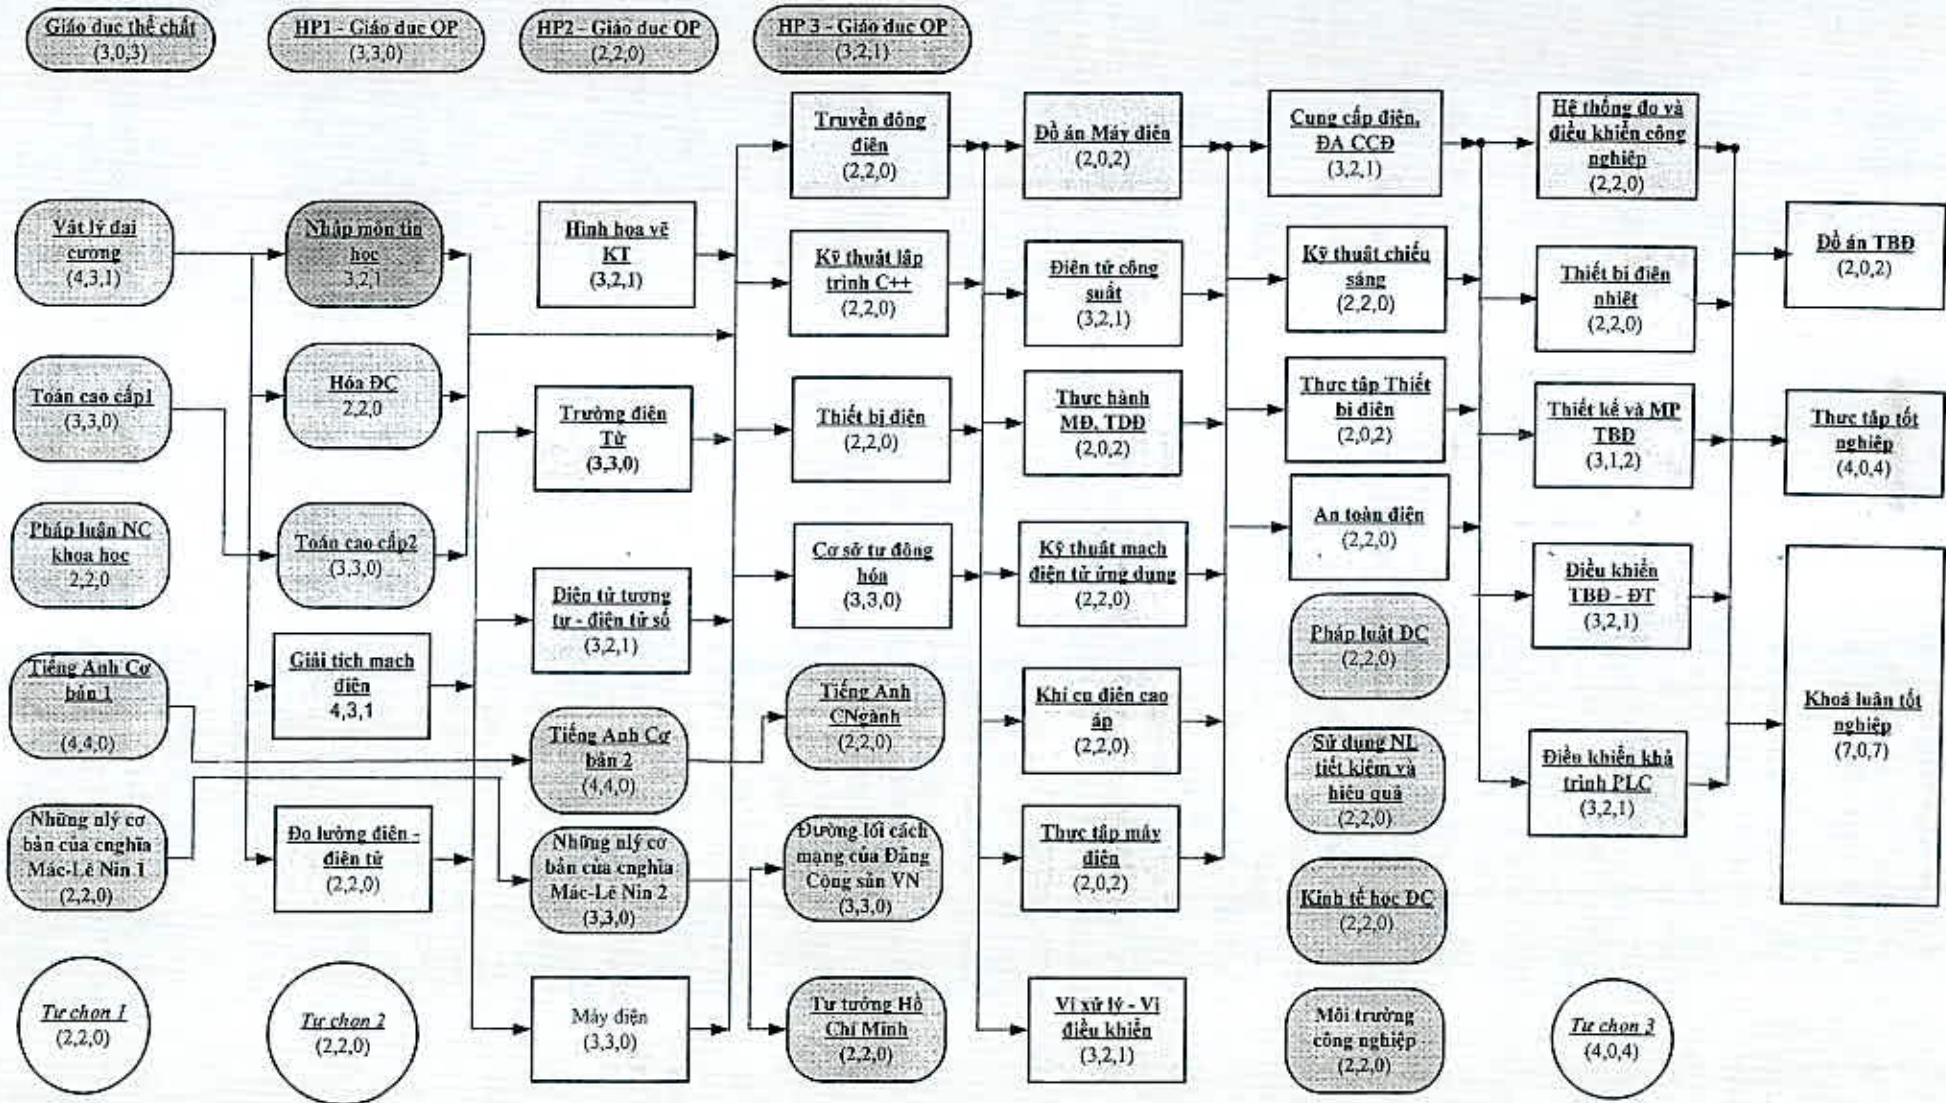 Giáo dục thể chất
(3,0,3)
HP1 - Giáo dục QP
(3,3,0)
HP2 - Giáo dục QP
(2,2,0)
HP 3 - Giáo dục QP
(3,2,1)
Vật lý đại
cương
(4,3,1)
Toán cao cấp1
(3,3,0)
Pháp luận NC
khoa học
2,2,0
Tiếng Anh Cơ
bản 1
(4,4,0)
Những nlý cơ
bản của cnghĩa
Mác-Lê Nin 1
(2,2,0)
Tự chọn 1
(2,2,0)
Nhập môn tin
học
3,2,1
Hóa ĐC
2,2,0
Toán cao cấp2
(3,3,0)
Giải tích mạch
điện
4,3,1
Đo lường điện -
điện tử
(2,2,0)
Tự chọn 2
(2,2,0)
Hình họa vẽ
KT
(3,2,1)
Trường điện
Từ
(3,3,0)
Điện tử tương
tự - điện tử số
(3,2,1)
Tiếng Anh Cơ
bản 2
(4,4,0)
Những nlý cơ
bản của cnghĩa
Mác-Lê Nin 2
(3,3,0)
Máy điện
(3,3,0)
Truyền động
điện
(2,2,0)
Kỹ thuật lập
trình C++
(2,2,0)
Thiết bị điện
(2,2,0)
Cơ sở tự động
hóa
(3,3,0)
Tiếng Anh
CNgành
(2,2,0)
Đường lối cách
mạng của Đảng
Cộng sản VN
(3,3,0)
Tư tưởng Hồ
Chí Minh
(2,2,0)
Đồ án Máy điện
(2,0,2)
Điện tử công
suất
(3,2,1)
Thực hành
MĐ, TDĐ
(2,0,2)
Kỹ thuật mạch
điện tử ứng dụng
(2,2,0)
Khí cụ điện cao
áp
(2,2,0)
Thực tập máy
điện
(2,0,2)
Vi xử lý - Vi
điều khiển
(3,2,1)
Cung cấp điện,
ĐA CCĐ
(3,2,1)
Kỹ thuật chiếu
sáng
(2,2,0)
Thực tập Thiết
bị điện
(2,0,2)
An toàn điện
(2,2,0)
Pháp luật ĐC
(2,2,0)
Sử dụng NL
tiết kiệm và
hiệu quả
(2,2,0)
Kinh tế học ĐC
(2,2,0)
Môi trường
công nghiệp
(2,2,0)
Hệ thống đo và
điều khiển công
nghiệp
(2,2,0)
Thiết bị điện
nhiệt
(2,2,0)
Thiết kế và MP
TBĐ
(3,1,2)
Điều khiển
TBĐ - ĐT
(3,2,1)
Điều khiển khả
trình PLC
(3,2,1)
Tự chọn 3
(4,0,4)
Đồ án TBĐ
(2,0,2)
Thực tập tốt
nghiệp
(4,0,4)
Khoá luận tốt
nghiệp
(7,0,7)